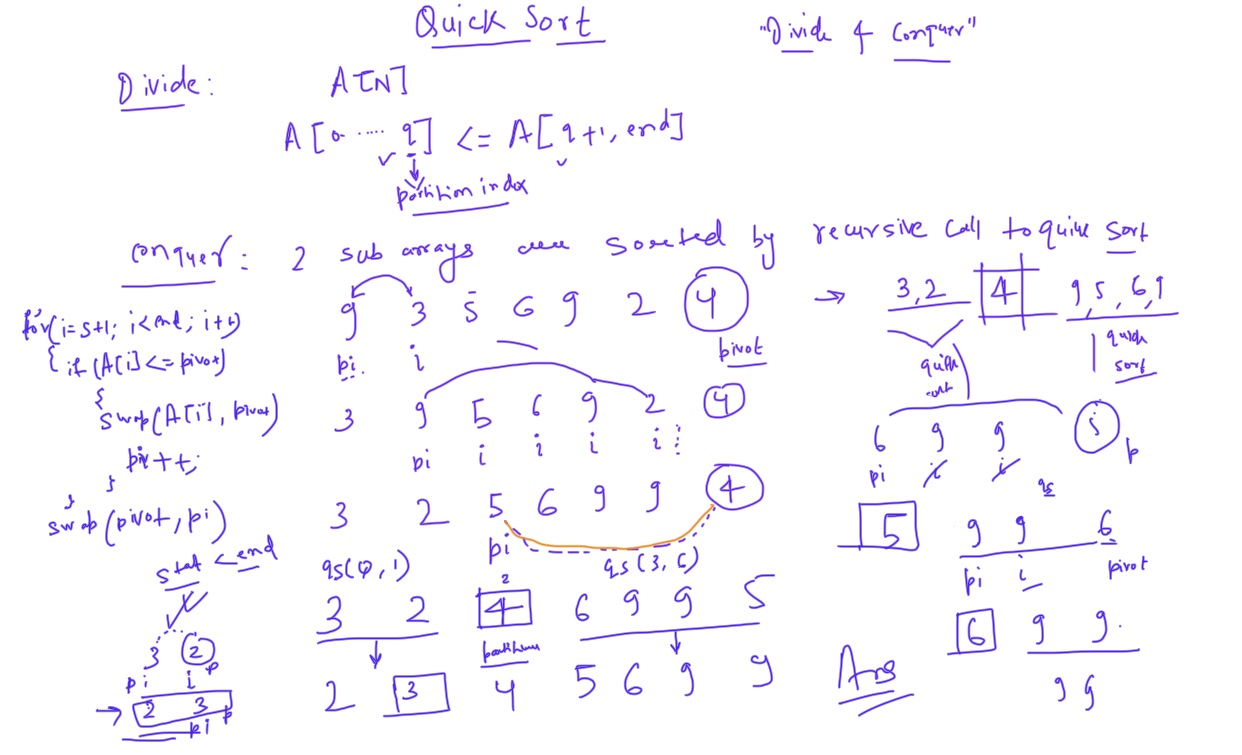 Quick Sort
"Divide & Conquer"
Divide: A[N]
A[0 ..... q] <= A[q+1, end]
partition index
Conquer: 2 sub arrays are sorted by recursive call to quick sort
9 3 5 6 9 2 4
pi i pivot
for(i=s+1; i<end; i++)
{ if (A[i]<=pivot)
{
swap(A[i], pivot)
pi++;
}
}
swap(pivot, pi)
3 9 5 6 9 2 4
pi i i i i
3 2 5 6 9 9 4
pi
qs(0,1) qs(3,6)
2
3 2 4 6 9 9 5
2 3 4 5 6 9 9
Ans
start < end
3 2
pi i p
→ 2 3
pi p
→ 3,2 4 9,5,6,9
quick sort
quick sort
6 9 9 5
pi i i p
qs
5 9 9 6
pi i pivot
6 9 9
9 9